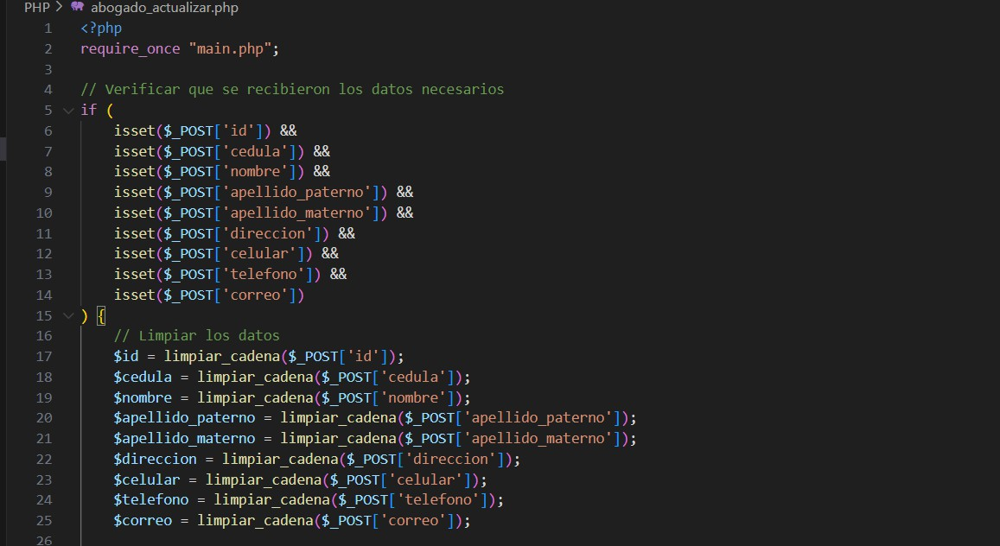 PHP > abogado_actualizar.php
1 <?php
2 require_once "main.php";
3
4 // Verificar que se recibieron los datos necesarios
5 if (
6 isset($_POST['id']) &&
7 isset($_POST['cedula']) &&
8 isset($_POST['nombre']) &&
9 isset($_POST['apellido_paterno']) &&
10 isset($_POST['apellido_materno']) &&
11 isset($_POST['direccion']) &&
12 isset($_POST['celular']) &&
13 isset($_POST['telefono']) &&
14 isset($_POST['correo'])
15 ) {
16 // Limpiar los datos
17 $id = limpiar_cadena($_POST['id']);
18 $cedula = limpiar_cadena($_POST['cedula']);
19 $nombre = limpiar_cadena($_POST['nombre']);
20 $apellido_paterno = limpiar_cadena($_POST['apellido_paterno']);
21 $apellido_materno = limpiar_cadena($_POST['apellido_materno']);
22 $direccion = limpiar_cadena($_POST['direccion']);
23 $celular = limpiar_cadena($_POST['celular']);
24 $telefono = limpiar_cadena($_POST['telefono']);
25 $correo = limpiar_cadena($_POST['correo']);
26